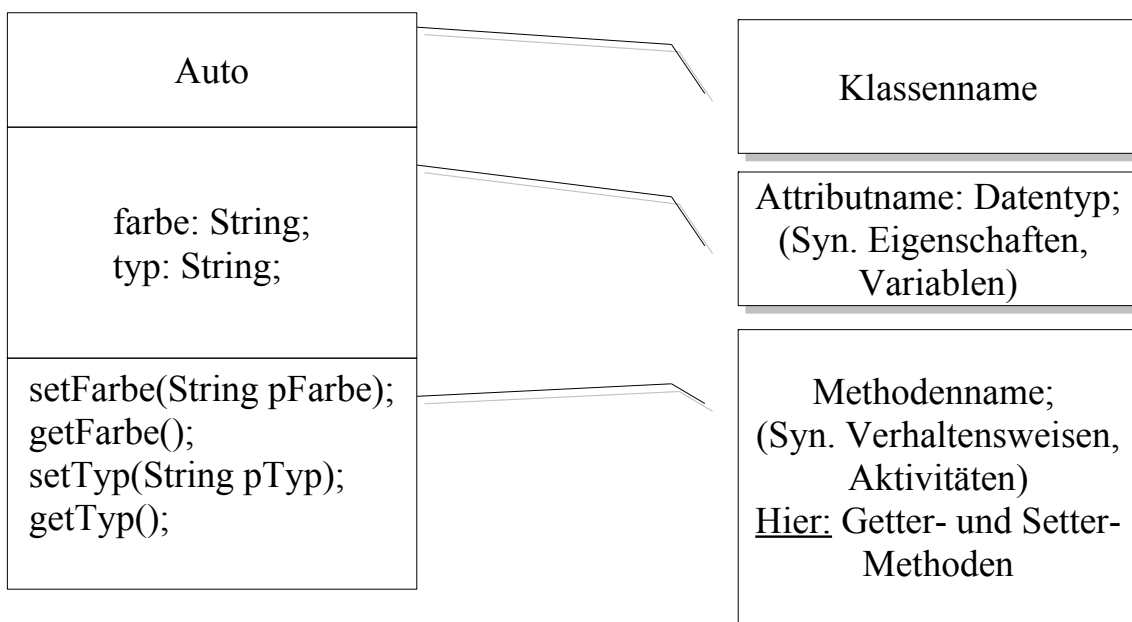 Auto
farbe: String;
typ: String;
setFarbe(String pFarbe);
getFarbe();
setTyp(String pTyp);
getTyp();
Klassenname
Attributname: Datentyp;
(Syn. Eigenschaften,
Variablen)
Methodenname;
(Syn. Verhaltensweisen,
Aktivitäten)
Hier: Getter- und Setter-
Methoden